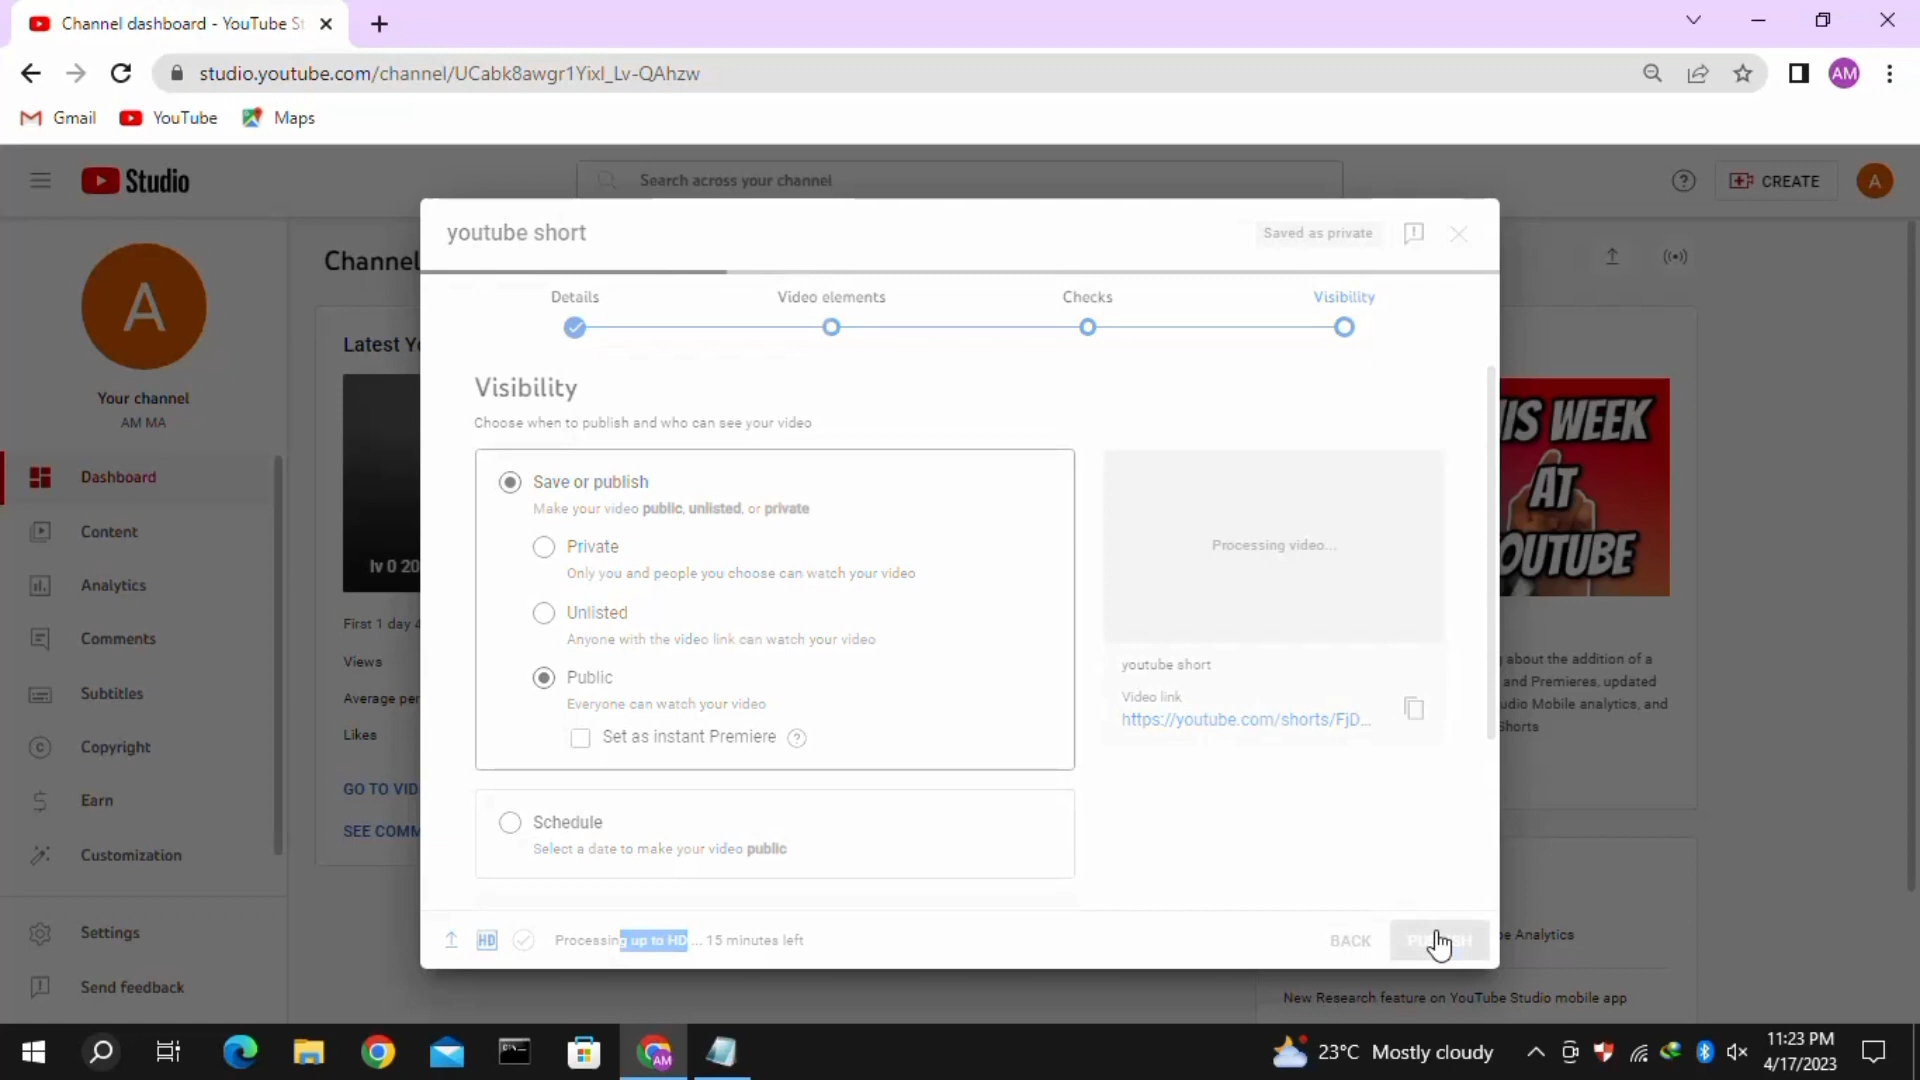 Channel dashboard - YouTube St
studio.youtube.com/channel/UCabk8awgr1Yixl_Lv-QAhzw
AM
Gmail
YouTube
Maps
Studio
Search across your channel
CREATE
A
A
Your channel
AM MA
Dashboard
Content
Analytics
Comments
Subtitles
Copyright
Earn
Customization
Settings
Send feedback
Channel
Latest Yo
lv 0 20
First 1 day 4
Views
Average per
Likes
GO TO VID
SEE COMM
youtube short
Saved as private
Details
Video elements
Checks
Visibility
Visibility
Choose when to publish and who can see your video
Save or publish
Make your video public, unlisted, or private
Private
Only you and people you choose can watch your video
Unlisted
Anyone with the video link can watch your video
Public
Everyone can watch your video
Set as instant Premiere
Schedule
Select a date to make your video public
Processing video...
youtube short
Video link
https://youtube.com/shorts/FjD...
HD
Processing up to HD ... 15 minutes left
BACK
IS WEEK
AT
OUTUBE
about the addition of a
and Premieres, updated
udio Mobile analytics, and
Shorts
be Analytics
New Research feature on YouTube Studio mobile app
AM
23°C Mostly cloudy
11:23 PM
4/17/2023